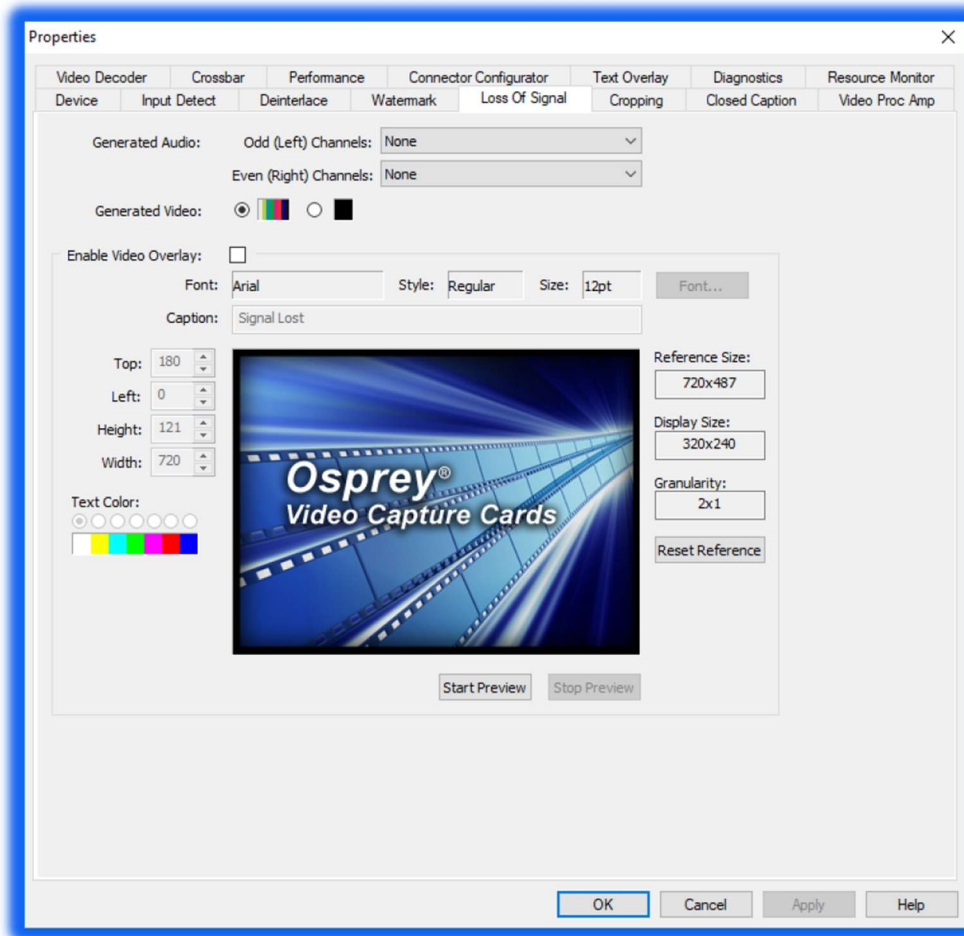 Properties
Video Decoder Crossbar Performance Connector Configurator Text Overlay Diagnostics Resource Monitor
Device Input Detect Deinterlace Watermark Loss Of Signal Cropping Closed Caption Video Proc Amp
Generated Audio: Odd (Left) Channels: None
Even (Right) Channels: None
Generated Video:
Enable Video Overlay:
Font: Arial Style: Regular Size: 12pt Font...
Caption: Signal Lost
Top: 180
Left: 0
Height: 121
Width: 720
Text Color:
Osprey®
Video Capture Cards
Reference Size:
720x487
Display Size:
320x240
Granularity:
2x1
Reset Reference
Start Preview Stop Preview
OK Cancel Apply Help